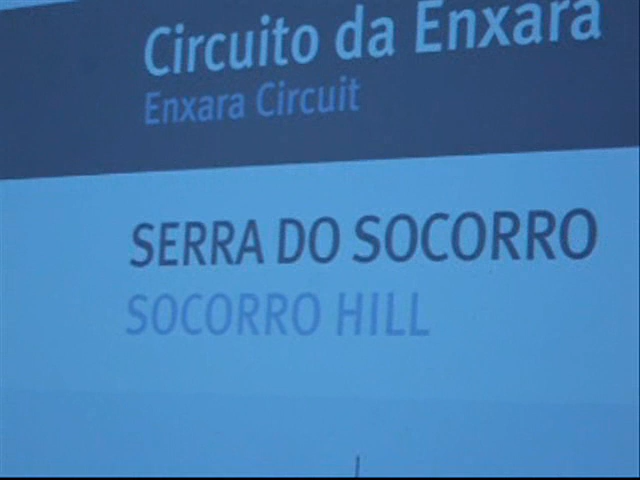 Circuito da Enxara
Enxara Circuit
SERRA DO SOCORRO
SOCORRO HILL